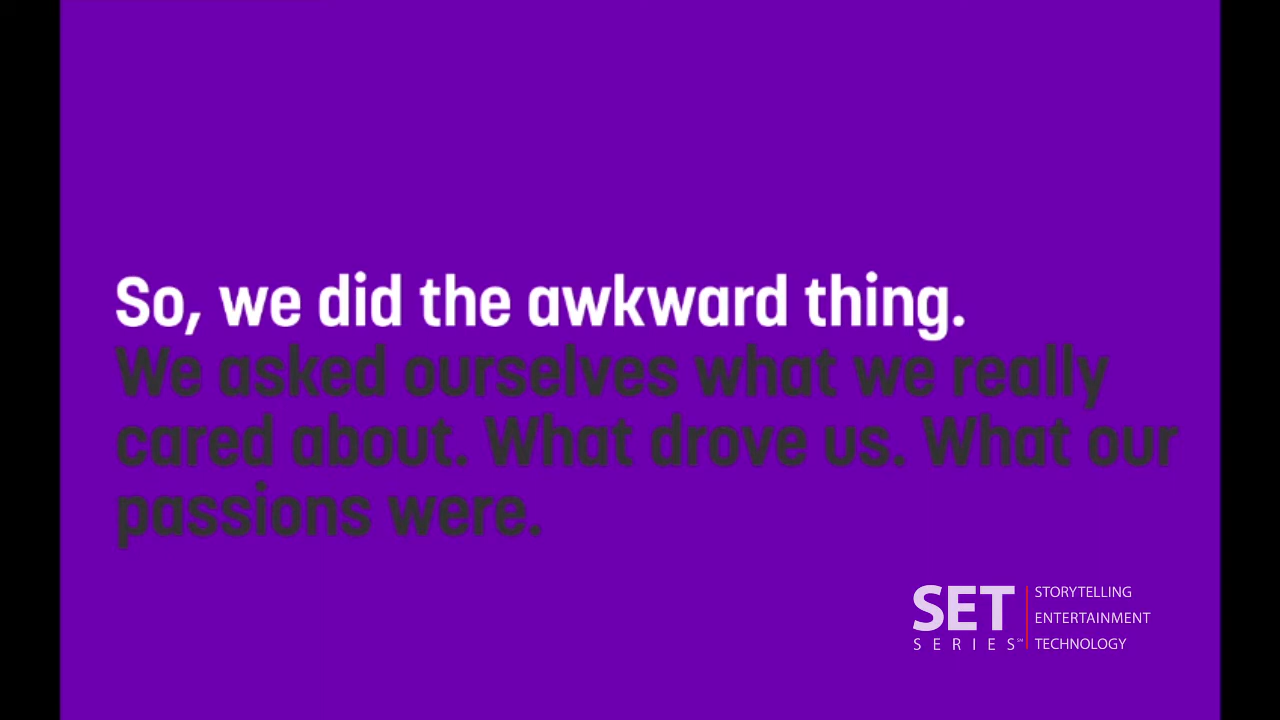 So, we did the awkward thing.
We asked ourselves what we really
cared about. What drove us. What our
passions were.
SET
SERIES℠
STORYTELLING
ENTERTAINMENT
TECHNOLOGY